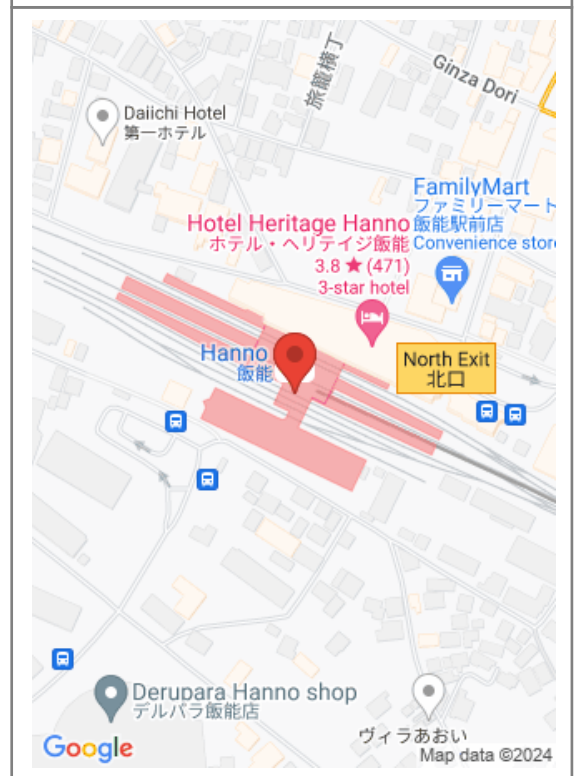 旅籠横丁
Ginza Dori
Daiichi Hotel
第一ホテル
FamilyMart
ファミリーマート
飯能駅前店
Convenience store
Hotel Heritage Hanno
ホテル・ヘリテイジ飯能
3.8 ★ (471)
3-star hotel
Hanno
飯能
North Exit
北口
Derupara Hanno shop
デルパラ飯能店
ヴィラあおい
Google
Map data ©2024